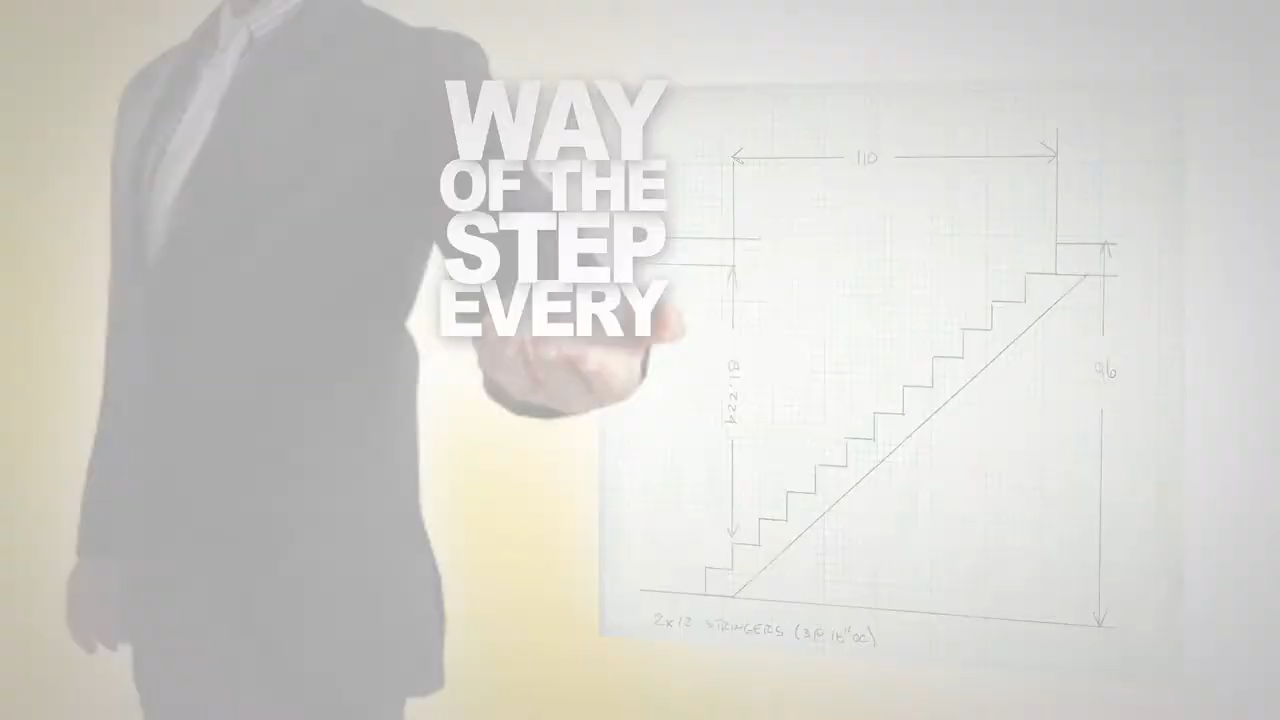 WAY
OF THE
STEP
EVERY
110
81.224
96
2x12 STRINGERS